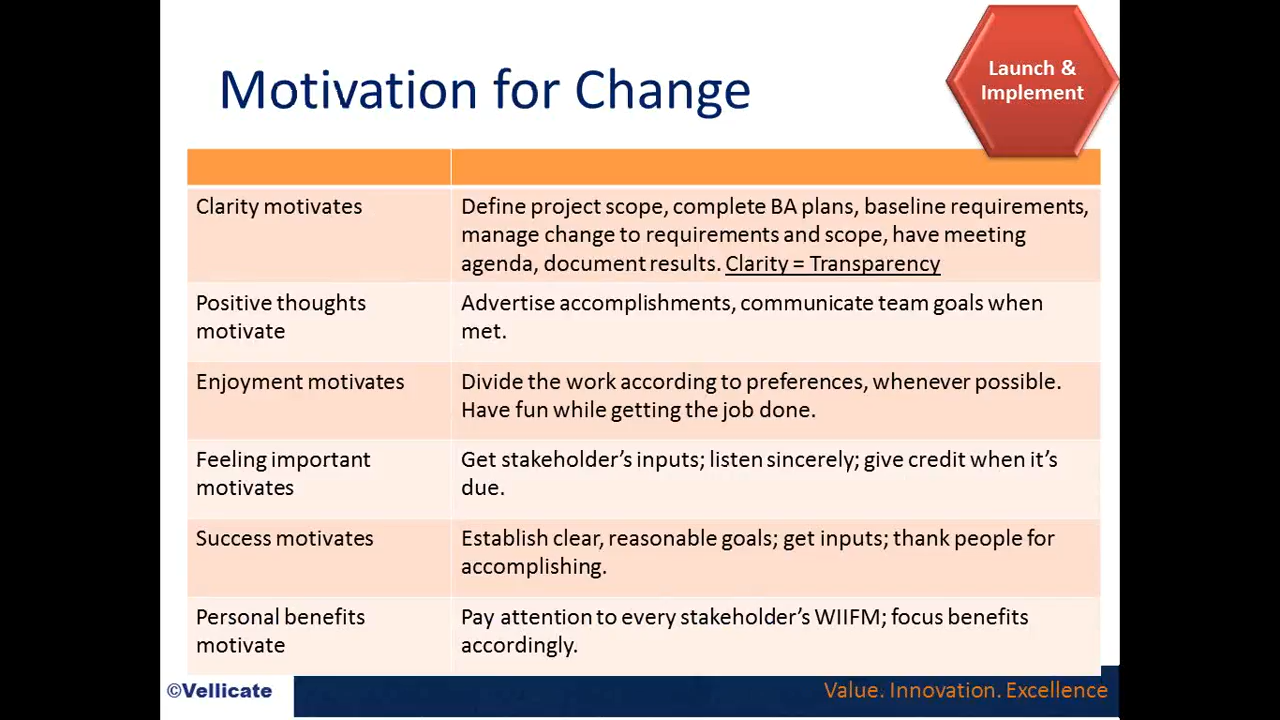 Launch &
Implement
Motivation for Change
Clarity motivates
Define project scope, complete BA plans, baseline requirements,
manage change to requirements and scope, have meeting
agenda, document results. Clarity = Transparency
Positive thoughts
motivate
Advertise accomplishments, communicate team goals when
met.
Enjoyment motivates
Divide the work according to preferences, whenever possible.
Have fun while getting the job done.
Feeling important
motivates
Get stakeholder’s inputs; listen sincerely; give credit when it’s
due.
Success motivates
Establish clear, reasonable goals; get inputs; thank people for
accomplishing.
Personal benefits
motivate
Pay attention to every stakeholder’s WIIFM; focus benefits
accordingly.
©Vellicate
Value. Innovation. Excellence